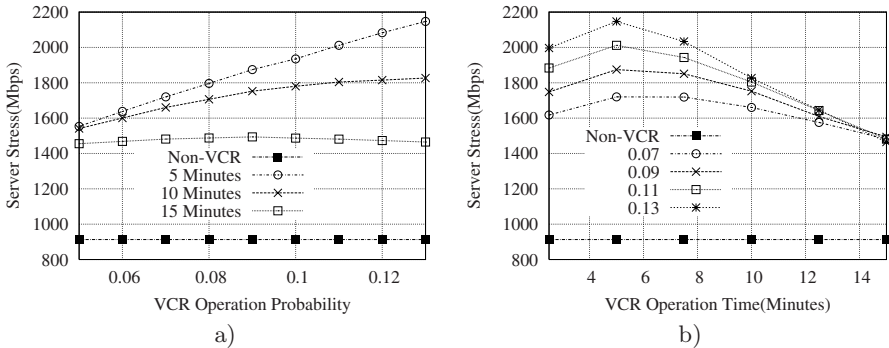 2200
2000
1800
1600
1400
1200
1000
800
Server Stress(Mbps)
Non-VCR
5 Minutes
10 Minutes
15 Minutes
0.06 0.08 0.1 0.12
VCR Operation Probability
a)
2200
2000
1800
1600
1400
1200
1000
800
Server Stress(Mbps)
Non-VCR
0.07
0.09
0.11
0.13
4 6 8 10 12 14
VCR Operation Time(Minutes)
b)